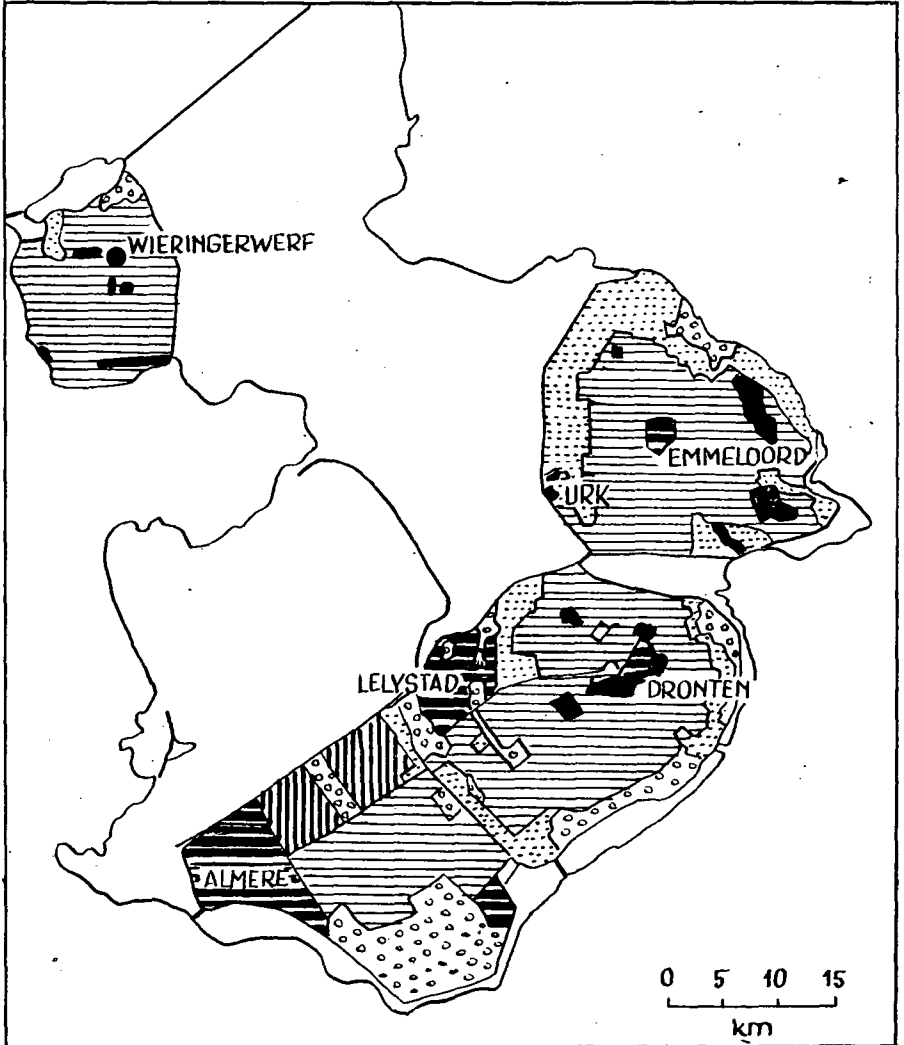 WIERINGERWERF
EMMELOORD
URK
LELYSTAD
DRONTEN
ALMERE
0 5 10 15
km